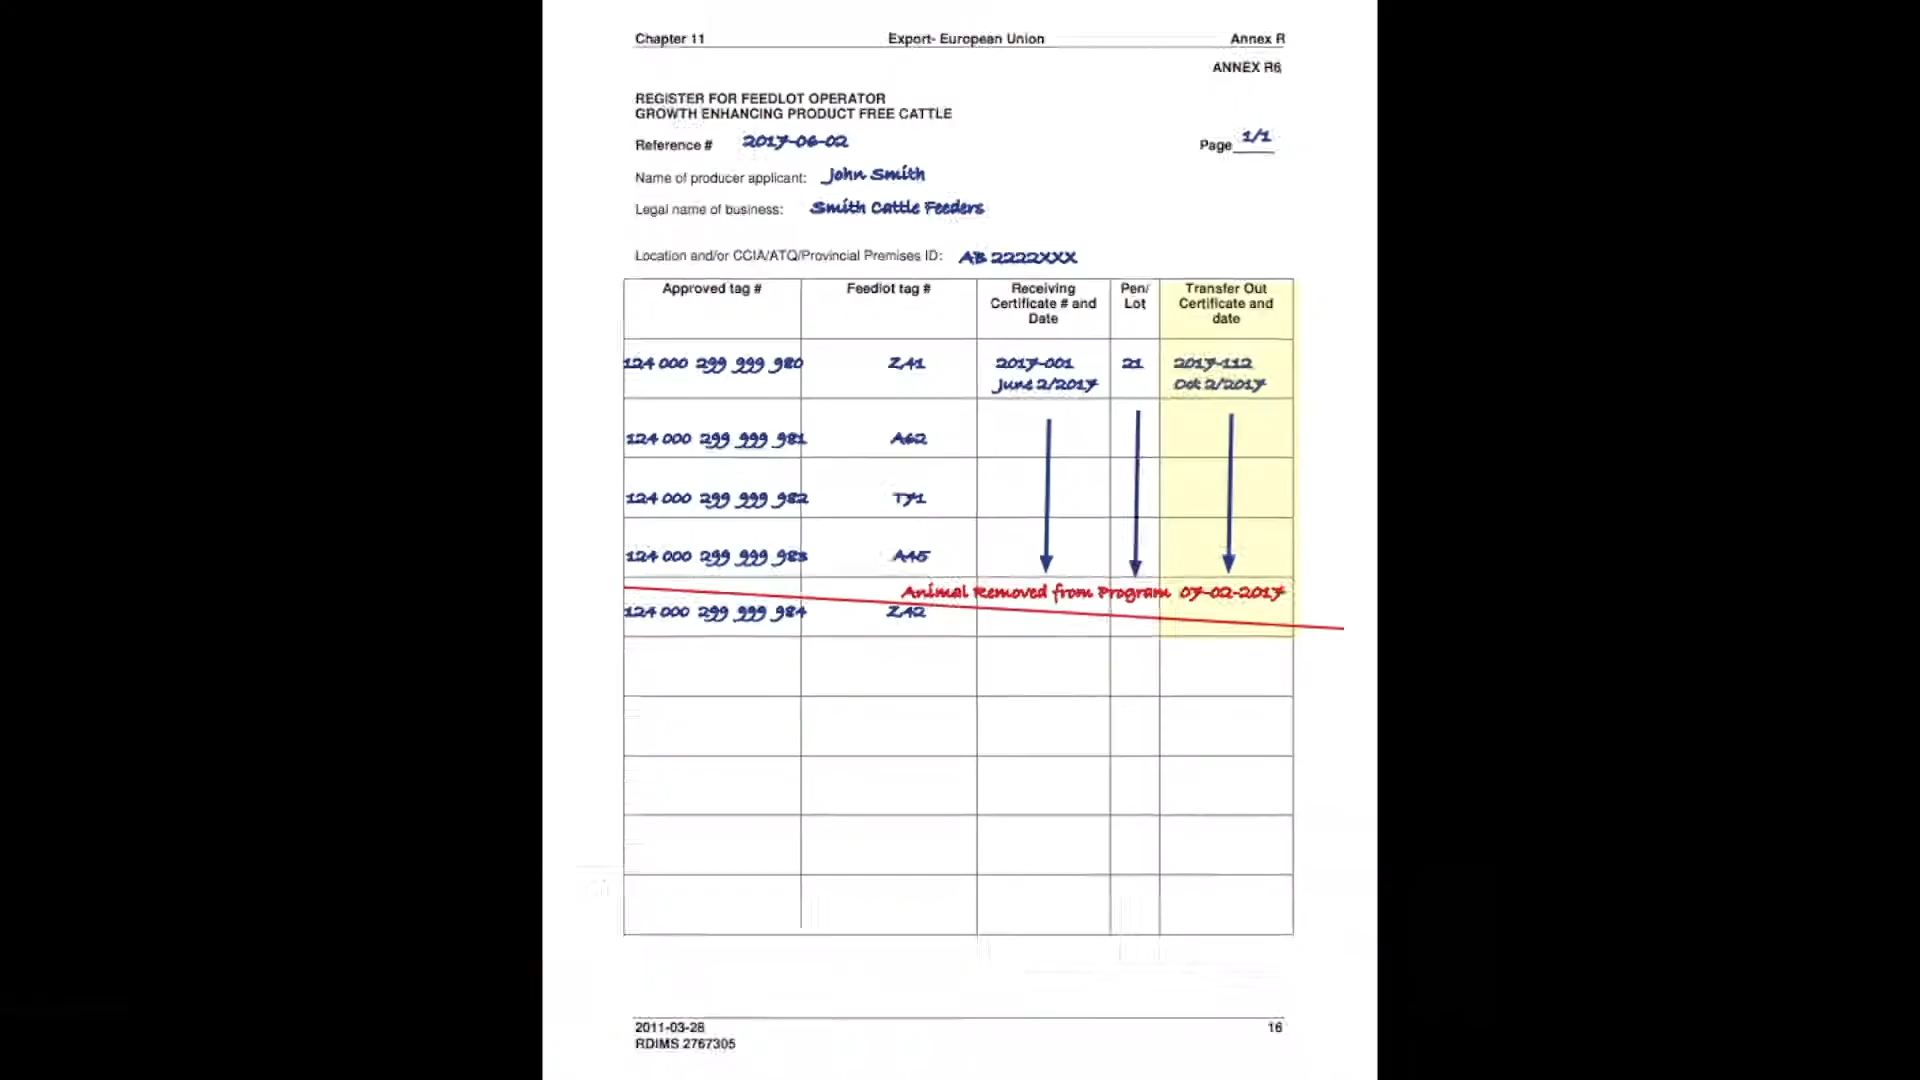 Chapter 11 Export- European Union Annex R
ANNEX R6
REGISTER FOR FEEDLOT OPERATOR
GROWTH ENHANCING PRODUCT FREE CATTLE
Reference # 2017-06-02 Page 1/1
Name of producer applicant: John Smith
Legal name of business: Smith Cattle Feeders
Location and/or CCIA/ATQ/Provincial Premises ID: AB 2222XXX
Approved tag # Feedlot tag # Receiving Certificate # and Date Pen/ Lot Transfer Out Certificate and date
124 000 299 999 980 ZA1 2017-001 21 2017-112
June 2/2017 Oct 2/2017
124 000 299 999 981 A62
124 000 299 999 982 TY1
124 000 299 999 983 A45
Animal Removed from Program 07-02-2017
124 000 299 999 984 ZA2
2011-03-28 16
RDIMS 2767305